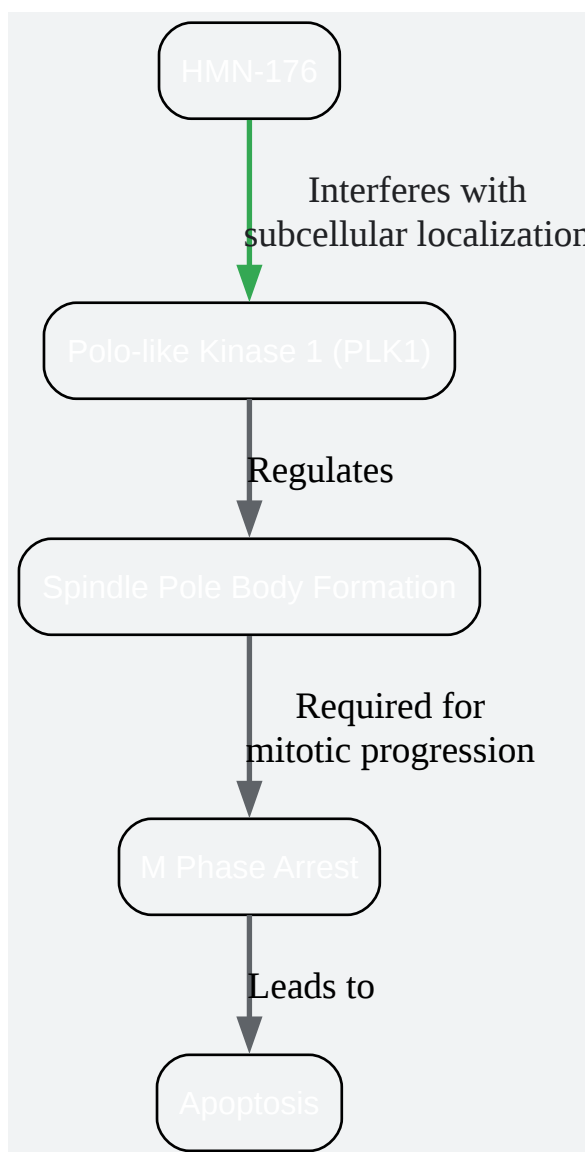 HMN-176
Interferes with
subcellular localization
Polo-like Kinase 1 (PLK1)
Regulates
Spindle Pole Body Formation
Required for
mitotic progression
M Phase Arrest
Leads to
Apoptosis